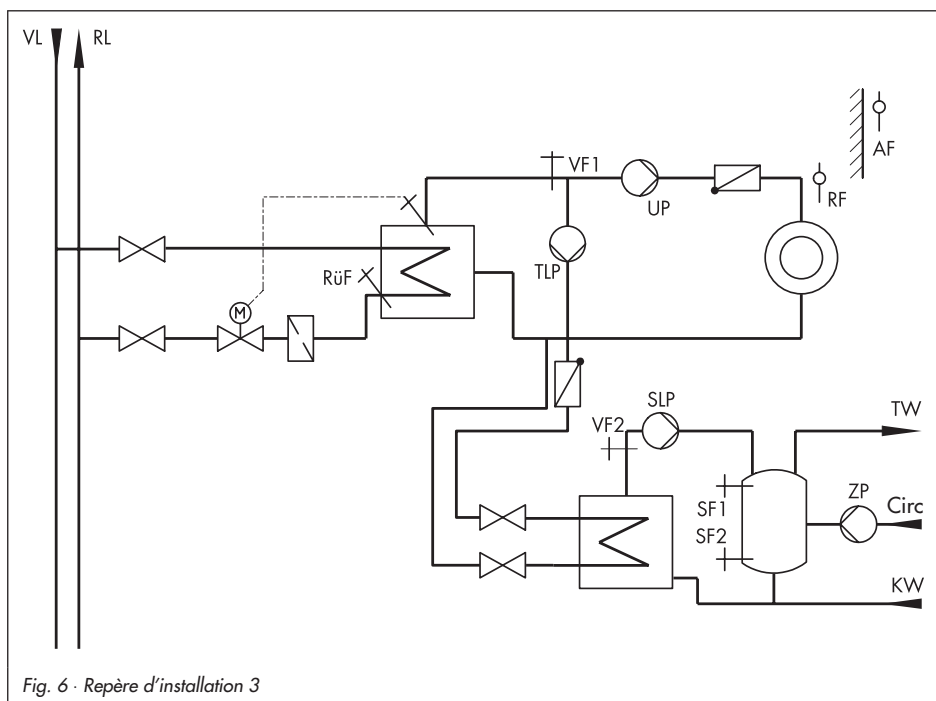 VL
RL
VF1
AF
UP
RF
TLP
RüF
M
SLP
TW
VF2
ZP
SF1
Circ
SF2
KW
Fig. 6 · Repère d’installation 3